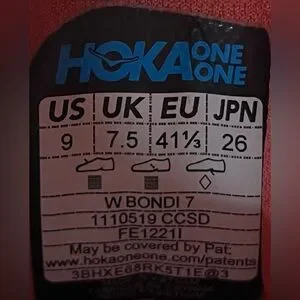 HOKA ONE ONE
US UK EU JPN
9 7.5 41⅓ 26
W BONDI 7
1110519 CCSD
FE1221I
May be covered by Pat:
www.hokaoneone.com/patents
3BHXE68RK5T1E@3